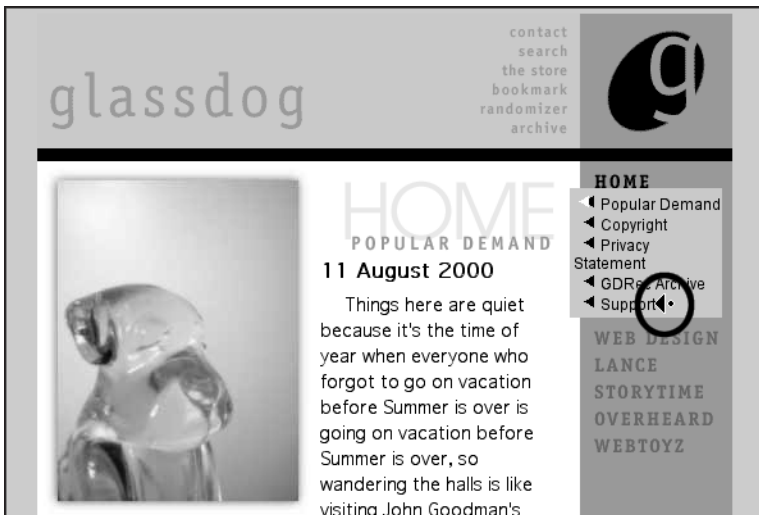 contact
search
the store
bookmark
randomizer
archive
glassdog
g
HOME
POPULAR DEMAND
11 August 2000
Things here are quiet
because it's the time of
year when everyone who
forgot to go on vacation
before Summer is over is
going on vacation before
Summer is over, so
wandering the halls is like
visiting John Goodman's
HOME
Popular Demand
Copyright
Privacy
Statement
GDRec Archive
Support
WEB DESIGN
LANCE
STORYTIME
OVERHEARD
WEBTOYZ